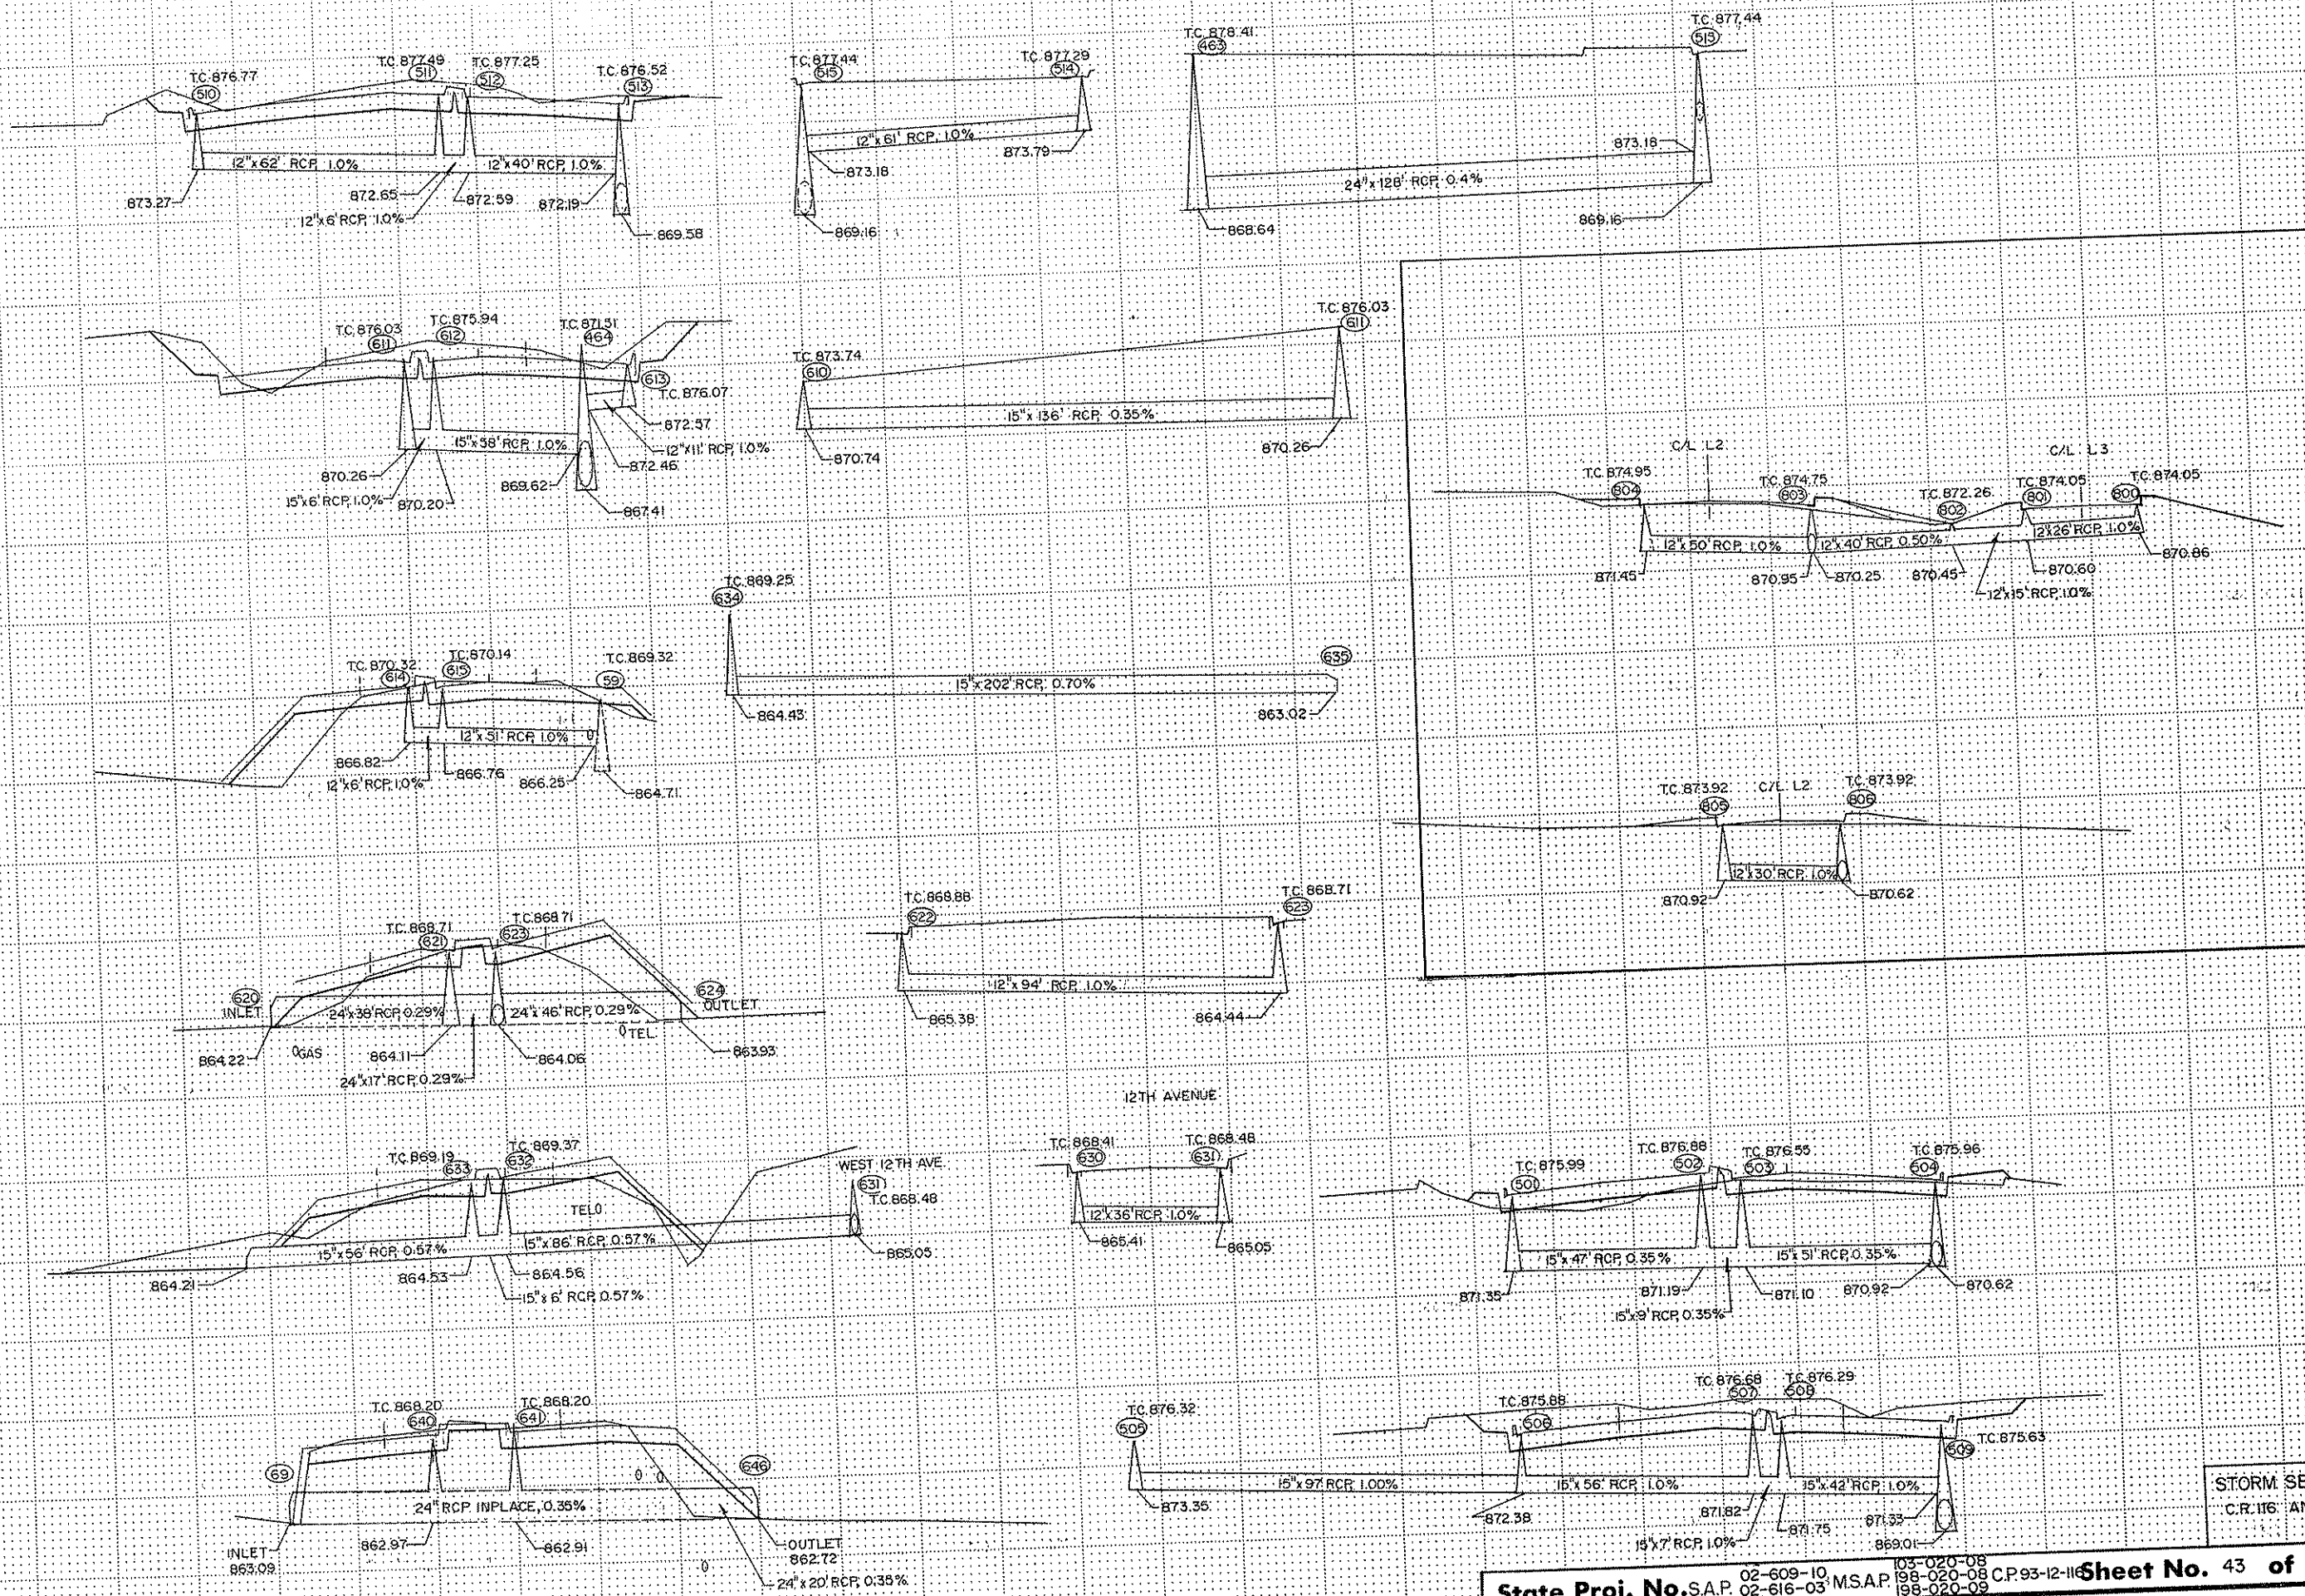 T.C. 876.77
510
T.C. 877.49
511
T.C. 877.25
512
T.C. 876.52
513
12"x62' RCP, 1.0%
12"x40' RCP, 1.0%
873.27
872.65
12"x6' RCP, 1.0%
872.59
872.19
869.58
T.C. 877.44
515
T.C. 877.29
514
12"x61' RCP, 1.0%
873.18
873.79
869.16
T.C. 878.41
463
T.C. 877.44
515
873.18
24"x128' RCP, 0.4%
868.64
869.16
T.C. 876.03
611
T.C. 875.94
612
T.C. 871.51
464
613
T.C. 876.07
872.57
12"x11' RCP, 1.0%
15"x38' RCP, 1.0%
872.46
870.26
15"x6' RCP, 1.0%
870.20
869.62
867.41
T.C. 873.74
610
T.C. 876.03
611
15"x136' RCP, 0.35%
870.74
870.26
C/L L2
C/L L3
T.C. 874.95
804
T.C. 874.75
803
T.C. 872.26
802
T.C. 874.05
801
T.C. 874.05
800
12"x50' RCP, 1.0%
12"x40' RCP, 0.50%
12"x26' RCP, 1.0%
871.45
870.95
870.25
870.45
870.60
870.86
12"x15' RCP, 1.0%
T.C. 869.25
634
635
15"x202' RCP, 0.70%
864.43
863.02
T.C. 870.32
614
T.C. 870.14
615
T.C. 869.32
59
12"x51' RCP, 1.0%
866.82
12"x6' RCP, 1.0%
866.76
866.25
864.71
T.C. 873.92
805
C/L L2
T.C. 873.92
806
12"x30' RCP, 1.0%
870.92
870.62
T.C. 868.71
621
T.C. 868.71
623
620
INLET
624
OUTLET
24"x38' RCP, 0.29%
24"x46' RCP, 0.29%
TEL
GAS
864.22
864.11
864.06
863.93
24"x17' RCP, 0.29%
T.C. 868.88
622
T.C. 868.71
623
12"x94' RCP, 1.0%
865.38
864.44
12TH AVENUE
T.C. 869.19
633
T.C. 869.37
632
WEST 12TH AVE.
631
T.C. 868.48
TEL
15"x56' RCP, 0.57%
15"x86' RCP, 0.57%
864.21
864.53
864.56
15"x6' RCP, 0.57%
865.05
T.C. 868.41
630
T.C. 868.48
631
12"x36' RCP, 1.0%
865.41
865.05
T.C. 875.99
501
T.C. 876.88
502
T.C. 876.55
503
T.C. 875.96
504
15"x47' RCP, 0.35%
15"x51' RCP, 0.35%
871.35
871.19
871.10
870.92
870.62
15"x9' RCP, 0.35%
T.C. 868.20
640
T.C. 868.20
641
69
646
24" RCP INPLACE, 0.35%
862.97
862.91
INLET
863.09
OUTLET
862.72
24"x20' RCP, 0.35%
T.C. 876.32
505
T.C. 875.88
506
T.C. 876.68
507
T.C. 876.29
508
T.C. 875.63
509
15"x97' RCP, 1.00%
15"x56' RCP, 1.0%
15"x42' RCP, 1.0%
873.35
872.38
871.82
871.75
871.33
869.01
15"x7' RCP, 1.0%
STORM SE
C.R. 116 AN
State Proj. No. S.A.P. 02-609-10, 02-616-03; M.S.A.P. 103-020-08 198-020-08 198-020-09 C.P. 93-12-116 Sheet No. 43 of